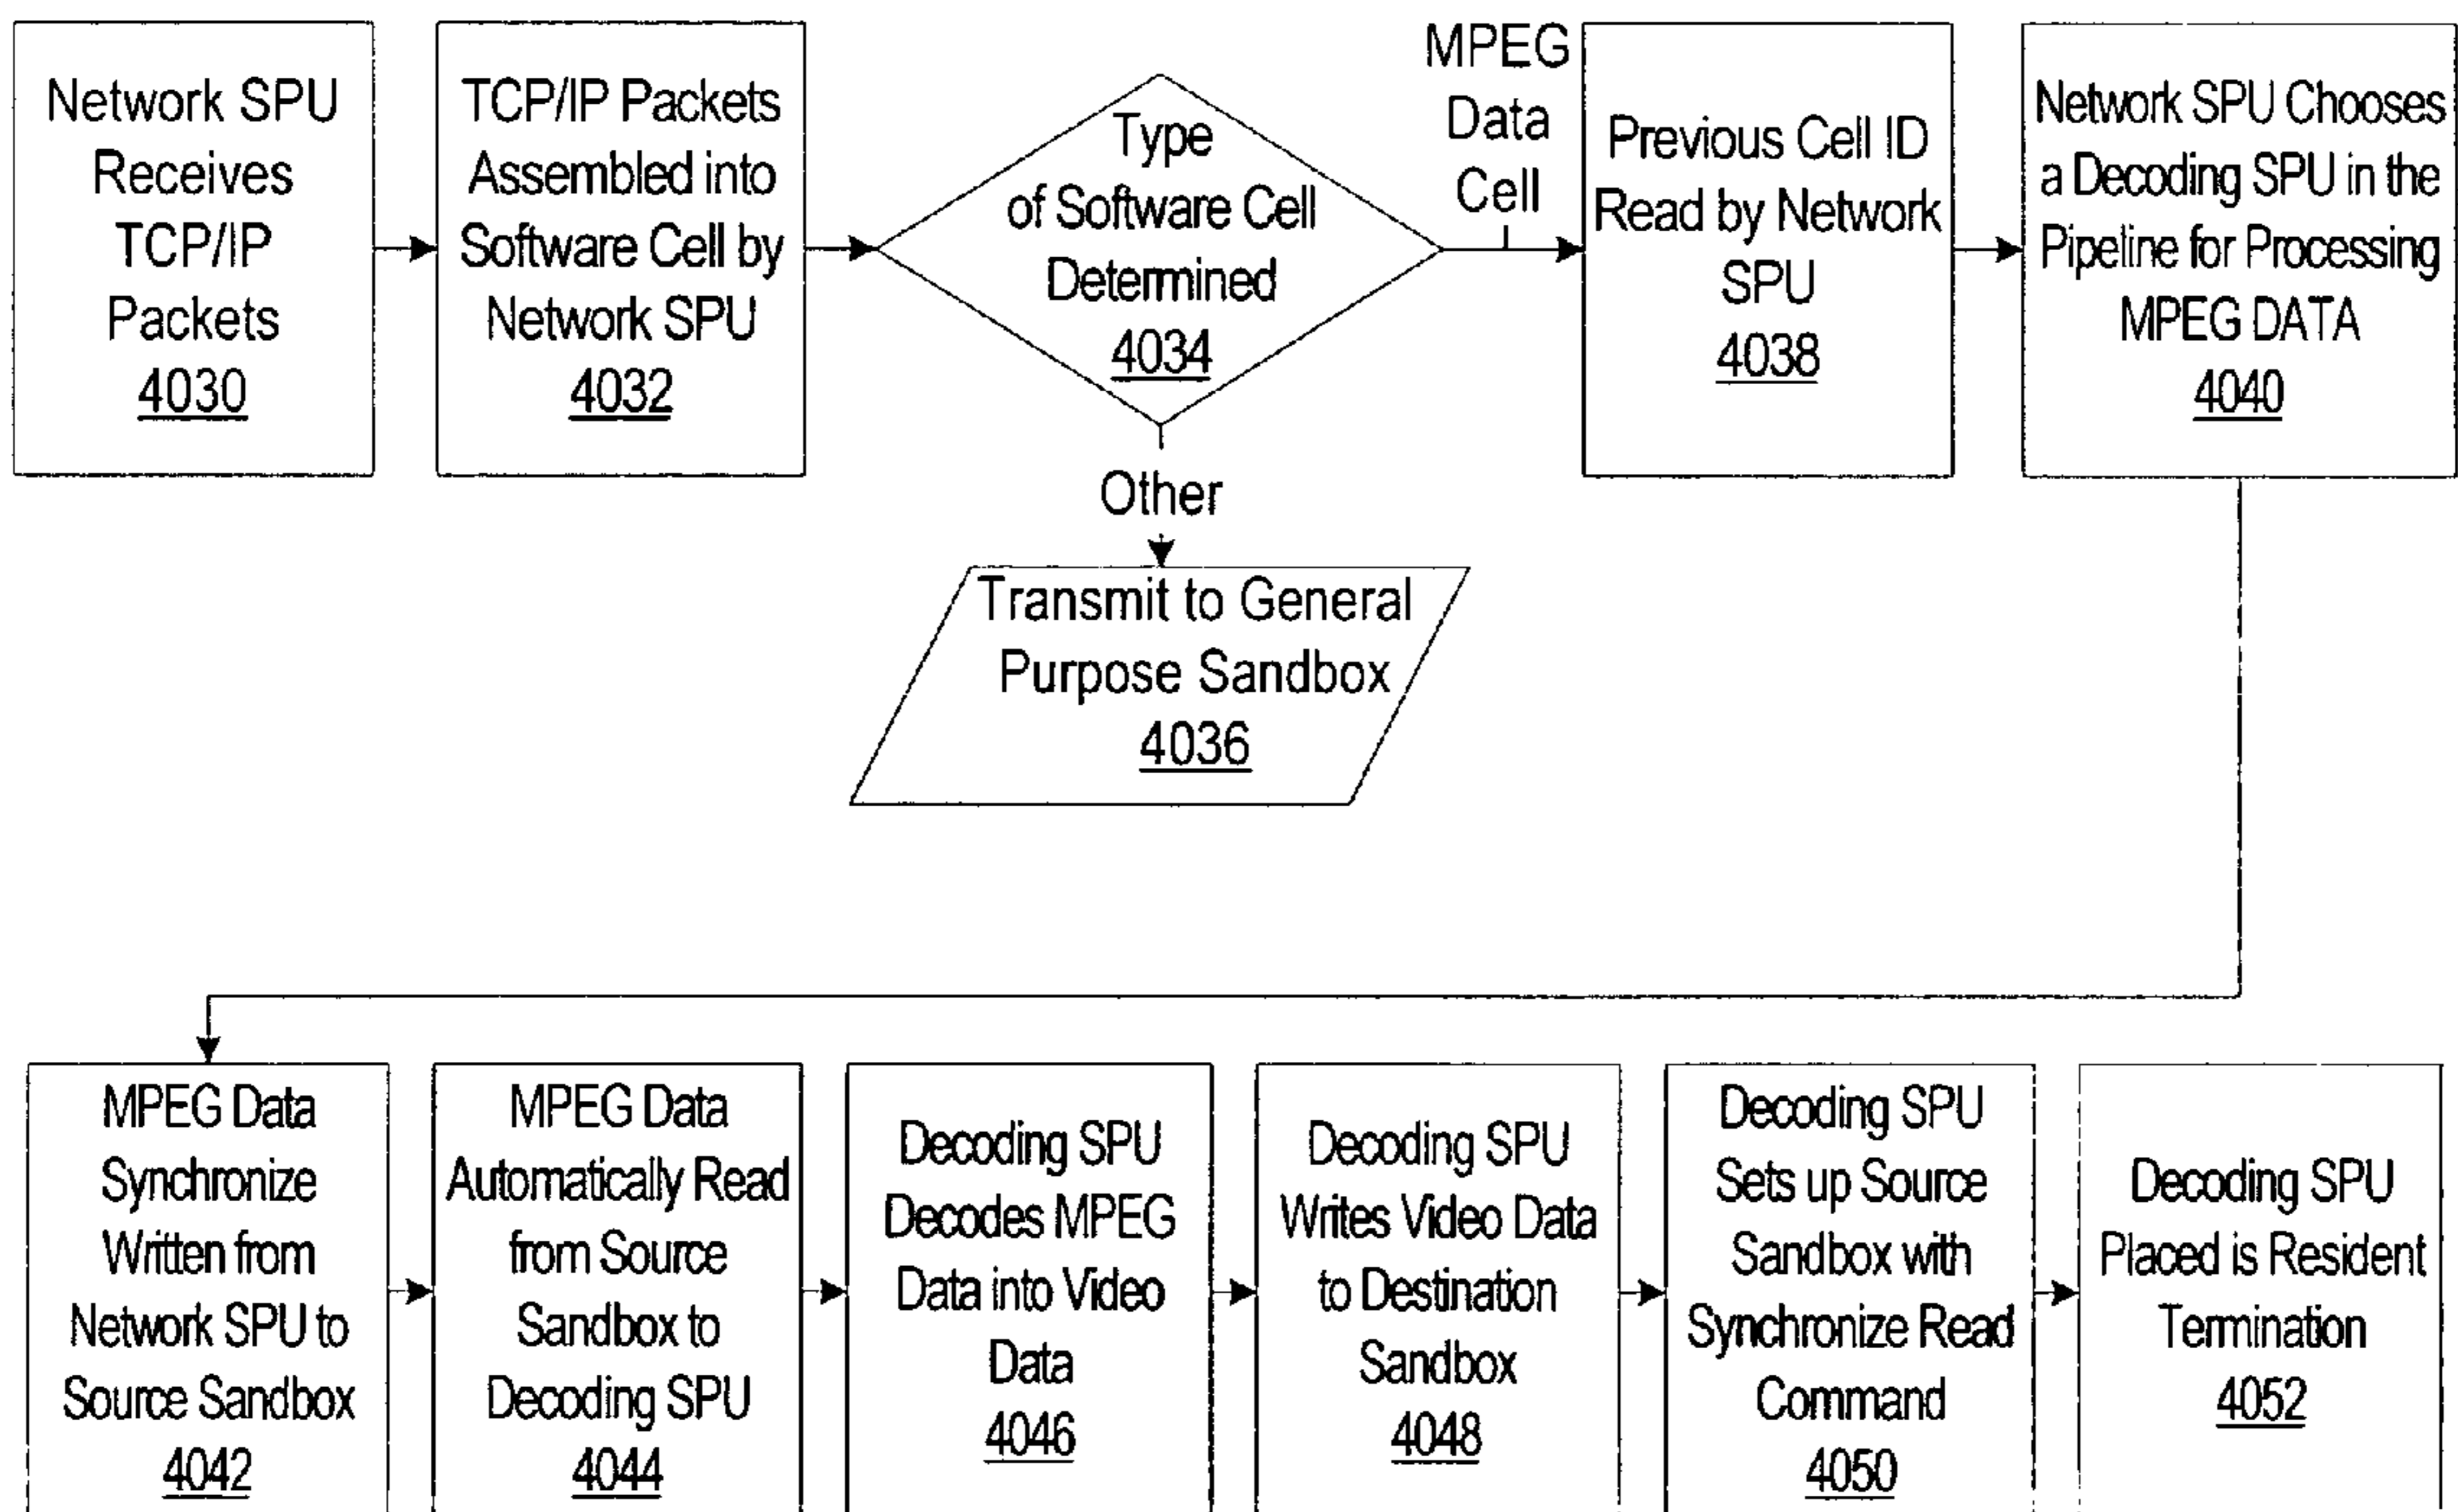 Network SPU
Receives
TCP/IP
Packets
4030
TCP/IP Packets
Assembled into
Software Cell by
Network SPU
4032
Type
of Software Cell
Determined
4034
MPEG
Data
Cell
Previous Cell ID
Read by Network
SPU
4038
Network SPU Chooses
a Decoding SPU in the
Pipeline for Processing
MPEG DATA
4040
Other
Transmit to General
Purpose Sandbox
4036
MPEG Data
Synchronize
Written from
Network SPU to
Source Sandbox
4042
MPEG Data
Automatically Read
from Source
Sandbox to
Decoding SPU
4044
Decoding SPU
Decodes MPEG
Data into Video
Data
4046
Decoding SPU
Writes Video Data
to Destination
Sandbox
4048
Decoding SPU
Sets up Source
Sandbox with
Synchronize Read
Command
4050
Decoding SPU
Placed is Resident
Termination
4052